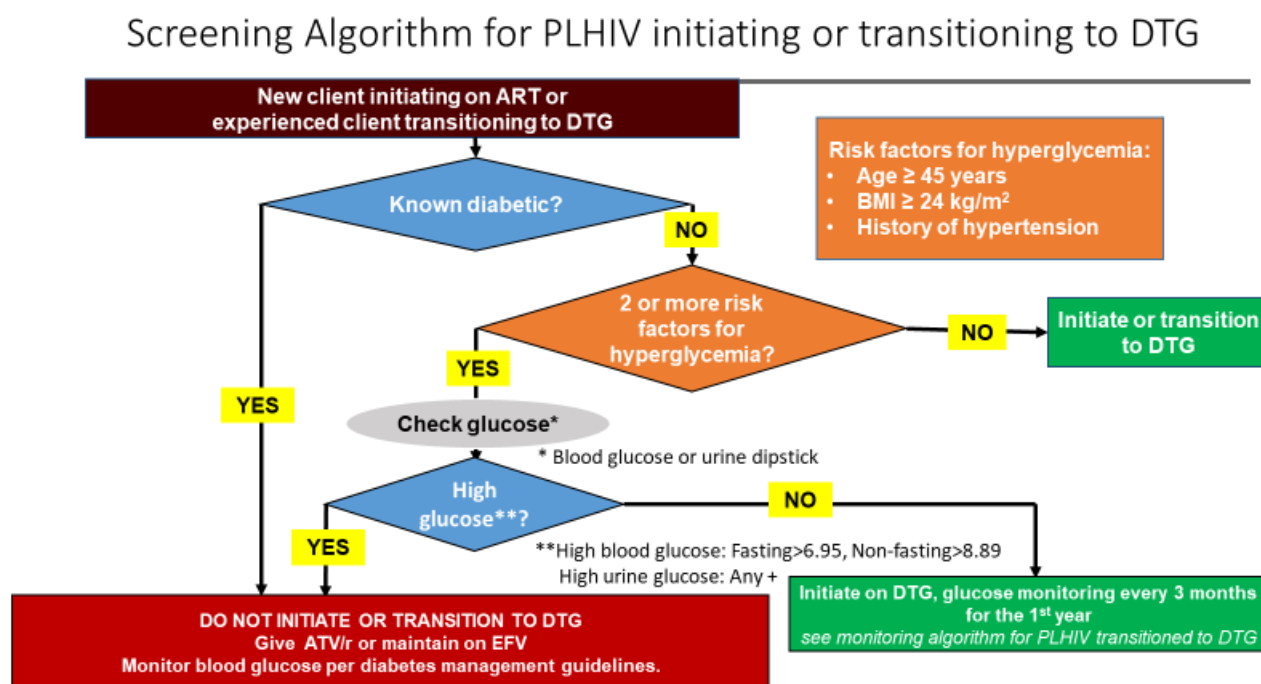 Screening Algorithm for PLHIV initiating or transitioning to DTG
New client initiating on ART or
experienced client transitioning to DTG
Risk factors for hyperglycemia:
• Age ≥ 45 years
• BMI ≥ 24 kg/m²
• History of hypertension
Known diabetic?
NO
2 or more risk
factors for
hyperglycemia?
NO
Initiate or transition
to DTG
YES
YES
Check glucose*
* Blood glucose or urine dipstick
High
glucose**?
NO
YES
**High blood glucose: Fasting>6.95, Non-fasting>8.89
High urine glucose: Any +
DO NOT INITIATE OR TRANSITION TO DTG
Give ATV/r or maintain on EFV
Monitor blood glucose per diabetes management guidelines.
Initiate on DTG, glucose monitoring every 3 months
for the 1st year
see monitoring algorithm for PLHIV transitioned to DTG